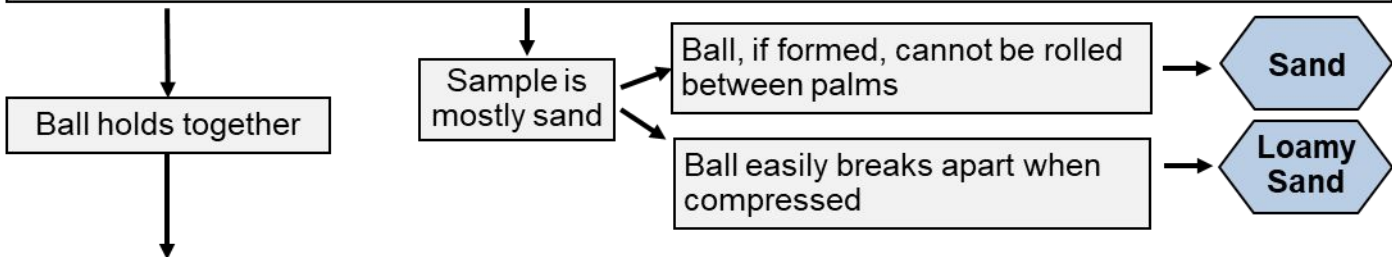 Ball holds together
Sample is
mostly sand
Ball, if formed, cannot be rolled
between palms
Sand
Ball easily breaks apart when
compressed
Loamy
Sand